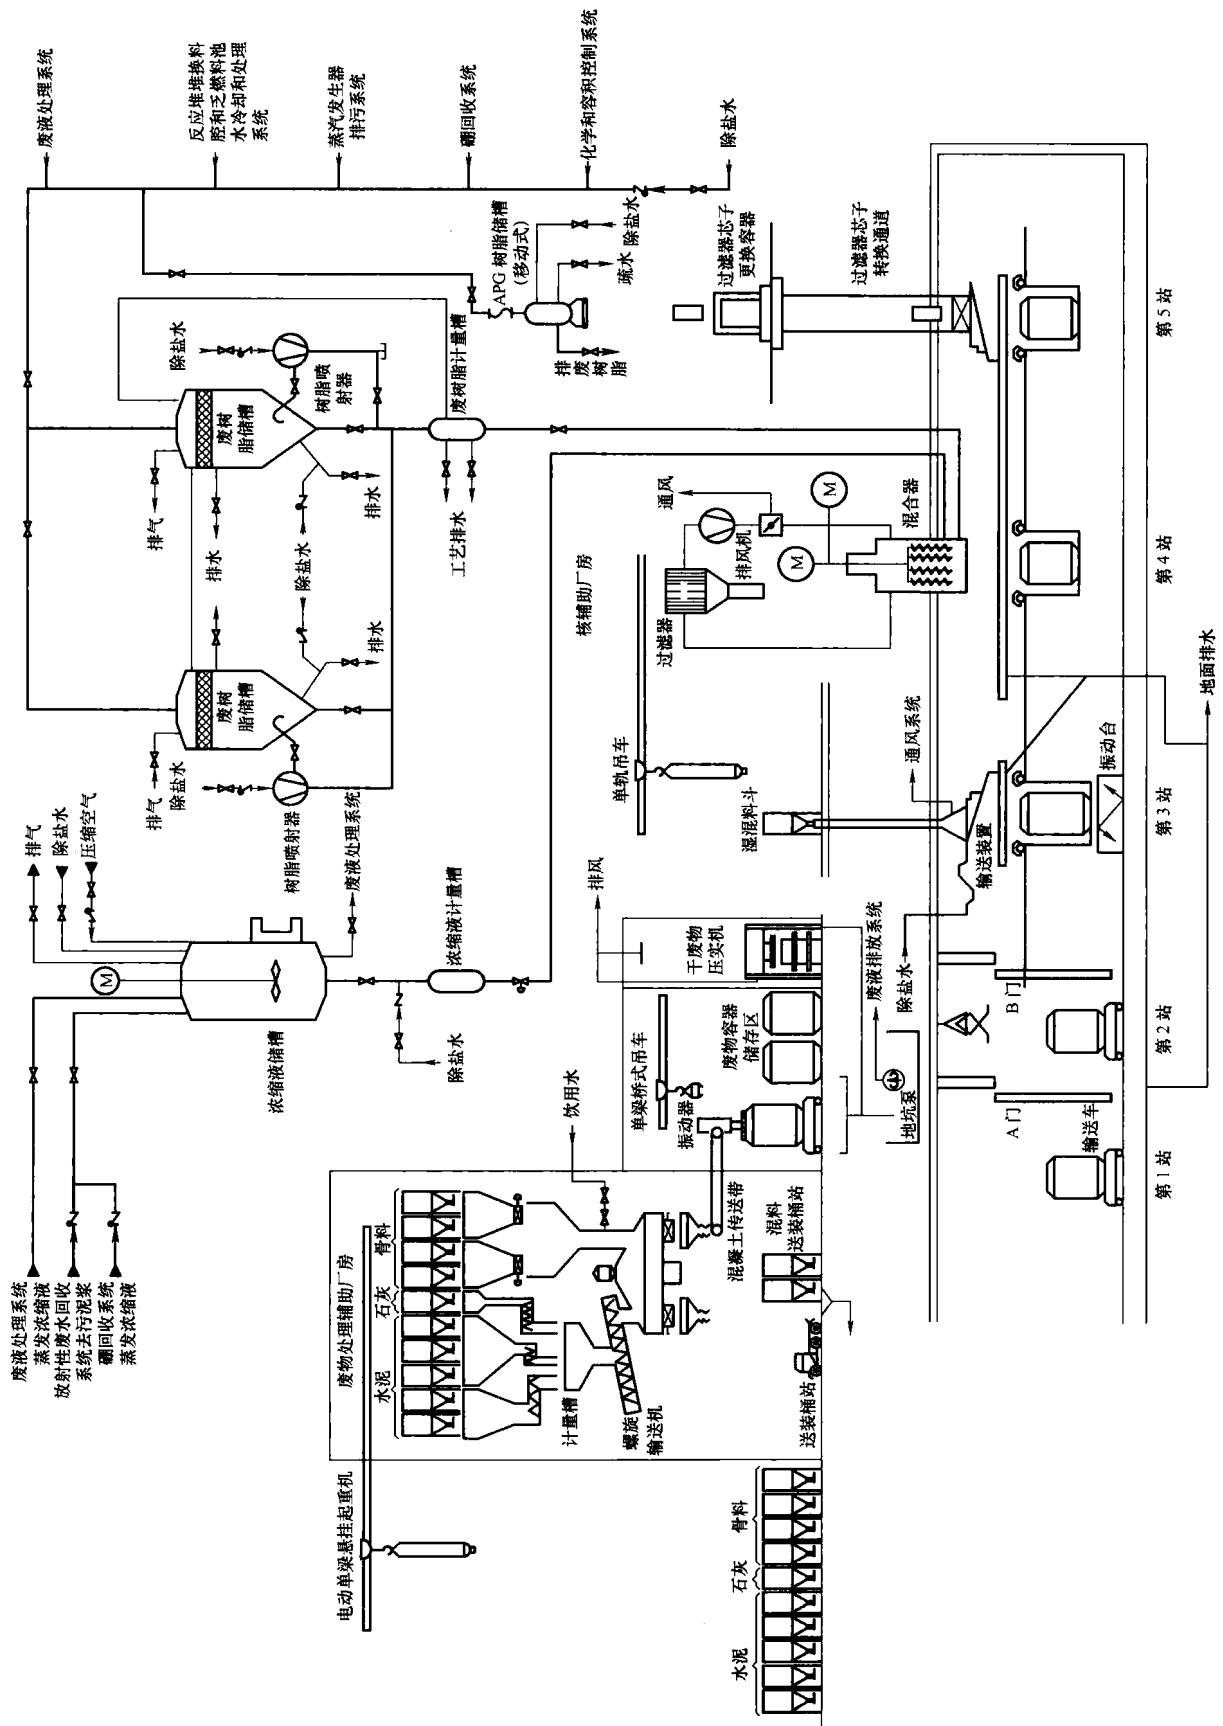 废液处理系统
蒸发浓缩液
放射性废水回收
系统去污泥浆
硼回收系统
蒸发浓缩液
排气
除盐水
压缩空气
M
浓缩液储槽
废液处理系统
浓缩液计量槽
除盐水
排气
除盐水
树脂喷射器
废树
脂储槽
排水
排水
除盐水
排气
排水
废树
脂储槽
排水
除盐水
树脂喷
射器
废树脂计量槽
工艺排水
废液处理系统
反应堆堆换料
腔和乏燃料池
水冷却和处理
系统
蒸汽发生器
排污系统
硼回收系统
化学和容积控制系统
除盐水
APG 树脂储槽
(移动式)
除盐水
疏水
排
废
树
脂
电动单梁悬挂起重机
废物处理辅助厂房
水泥
石灰
骨料
计量槽
螺旋
输送机
饮用水
混凝土传送带
振动器
单梁桥式吊车
废物容器
储存区
干废物
压实机
排风
水泥
石灰
骨料
送装桶站
混料
送装桶站
地坑泵
废液排放系统
核辅助厂房
单轨吊车
湿混料斗
过滤器
排风机
通风
M
M
混合器
过滤器芯子
更换容器
过滤器芯子
转换通道
除盐水
通风系统
输送装置
振动台
A 门
B 门
输送车
第 1 站
第 2 站
第 3 站
第 4 站
第 5 站
地面排水